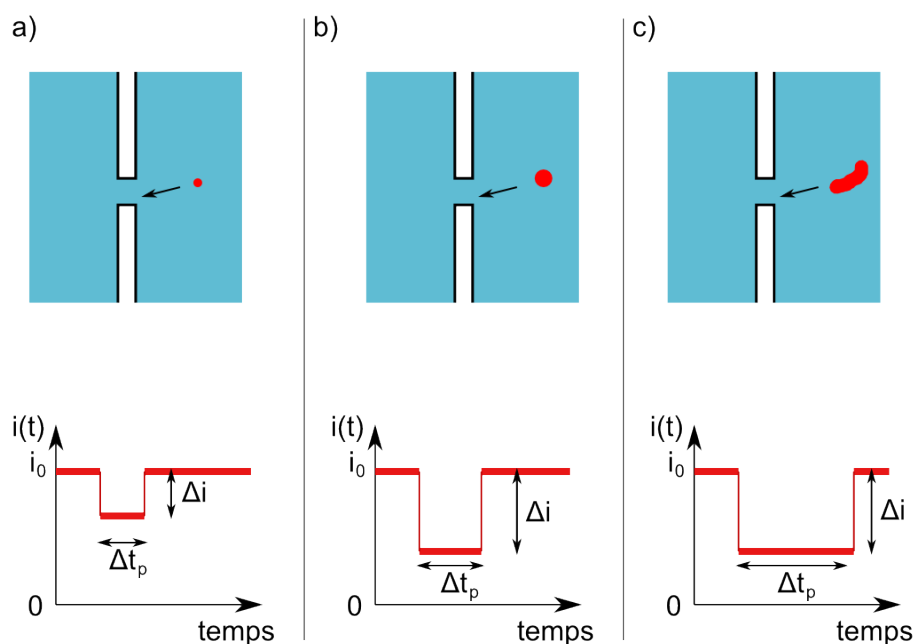 a)
i(t)
i₀
Δi
Δtₚ
0
temps
b)
i(t)
i₀
Δi
Δtₚ
0
temps
c)
i(t)
i₀
Δi
Δtₚ
0
temps